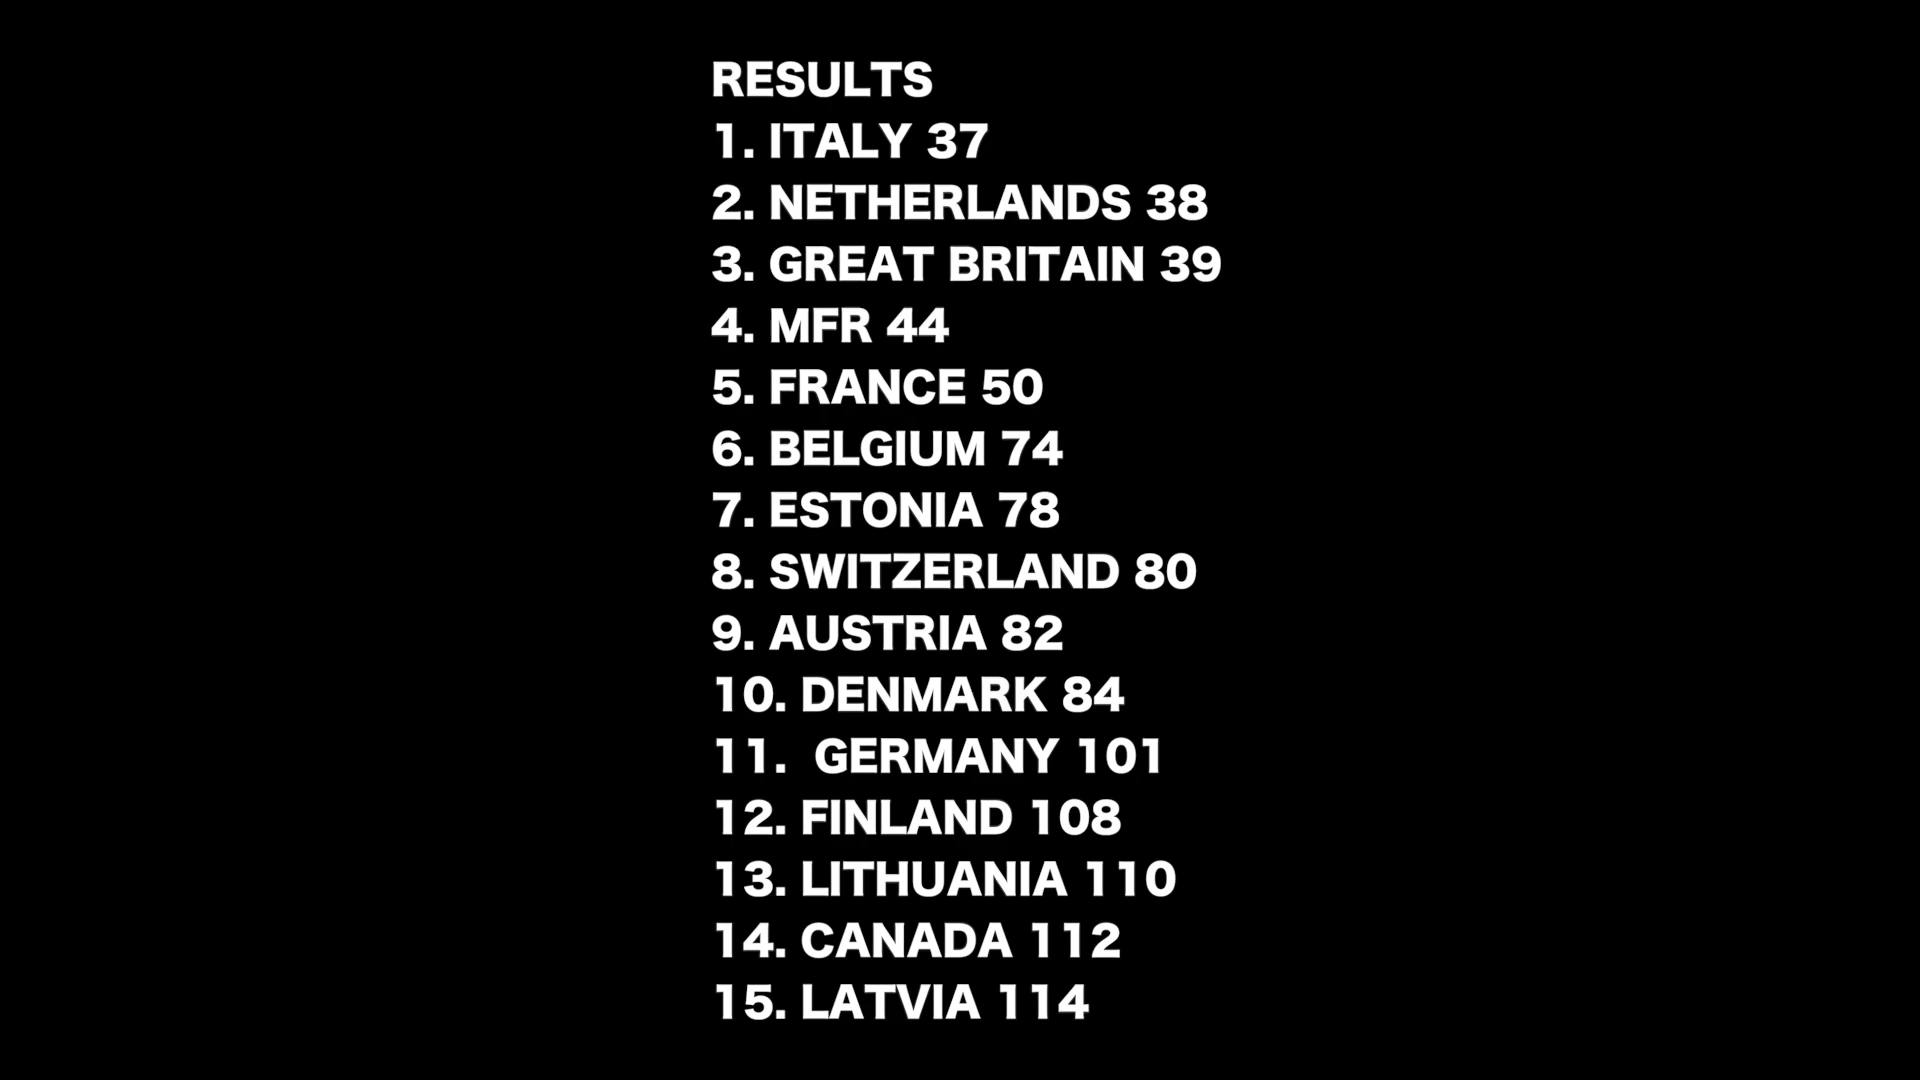 RESULTS
1. ITALY 37
2. NETHERLANDS 38
3. GREAT BRITAIN 39
4. MFR 44
5. FRANCE 50
6. BELGIUM 74
7. ESTONIA 78
8. SWITZERLAND 80
9. AUSTRIA 82
10. DENMARK 84
11.  GERMANY 101
12. FINLAND 108
13. LITHUANIA 110
14. CANADA 112
15. LATVIA 114